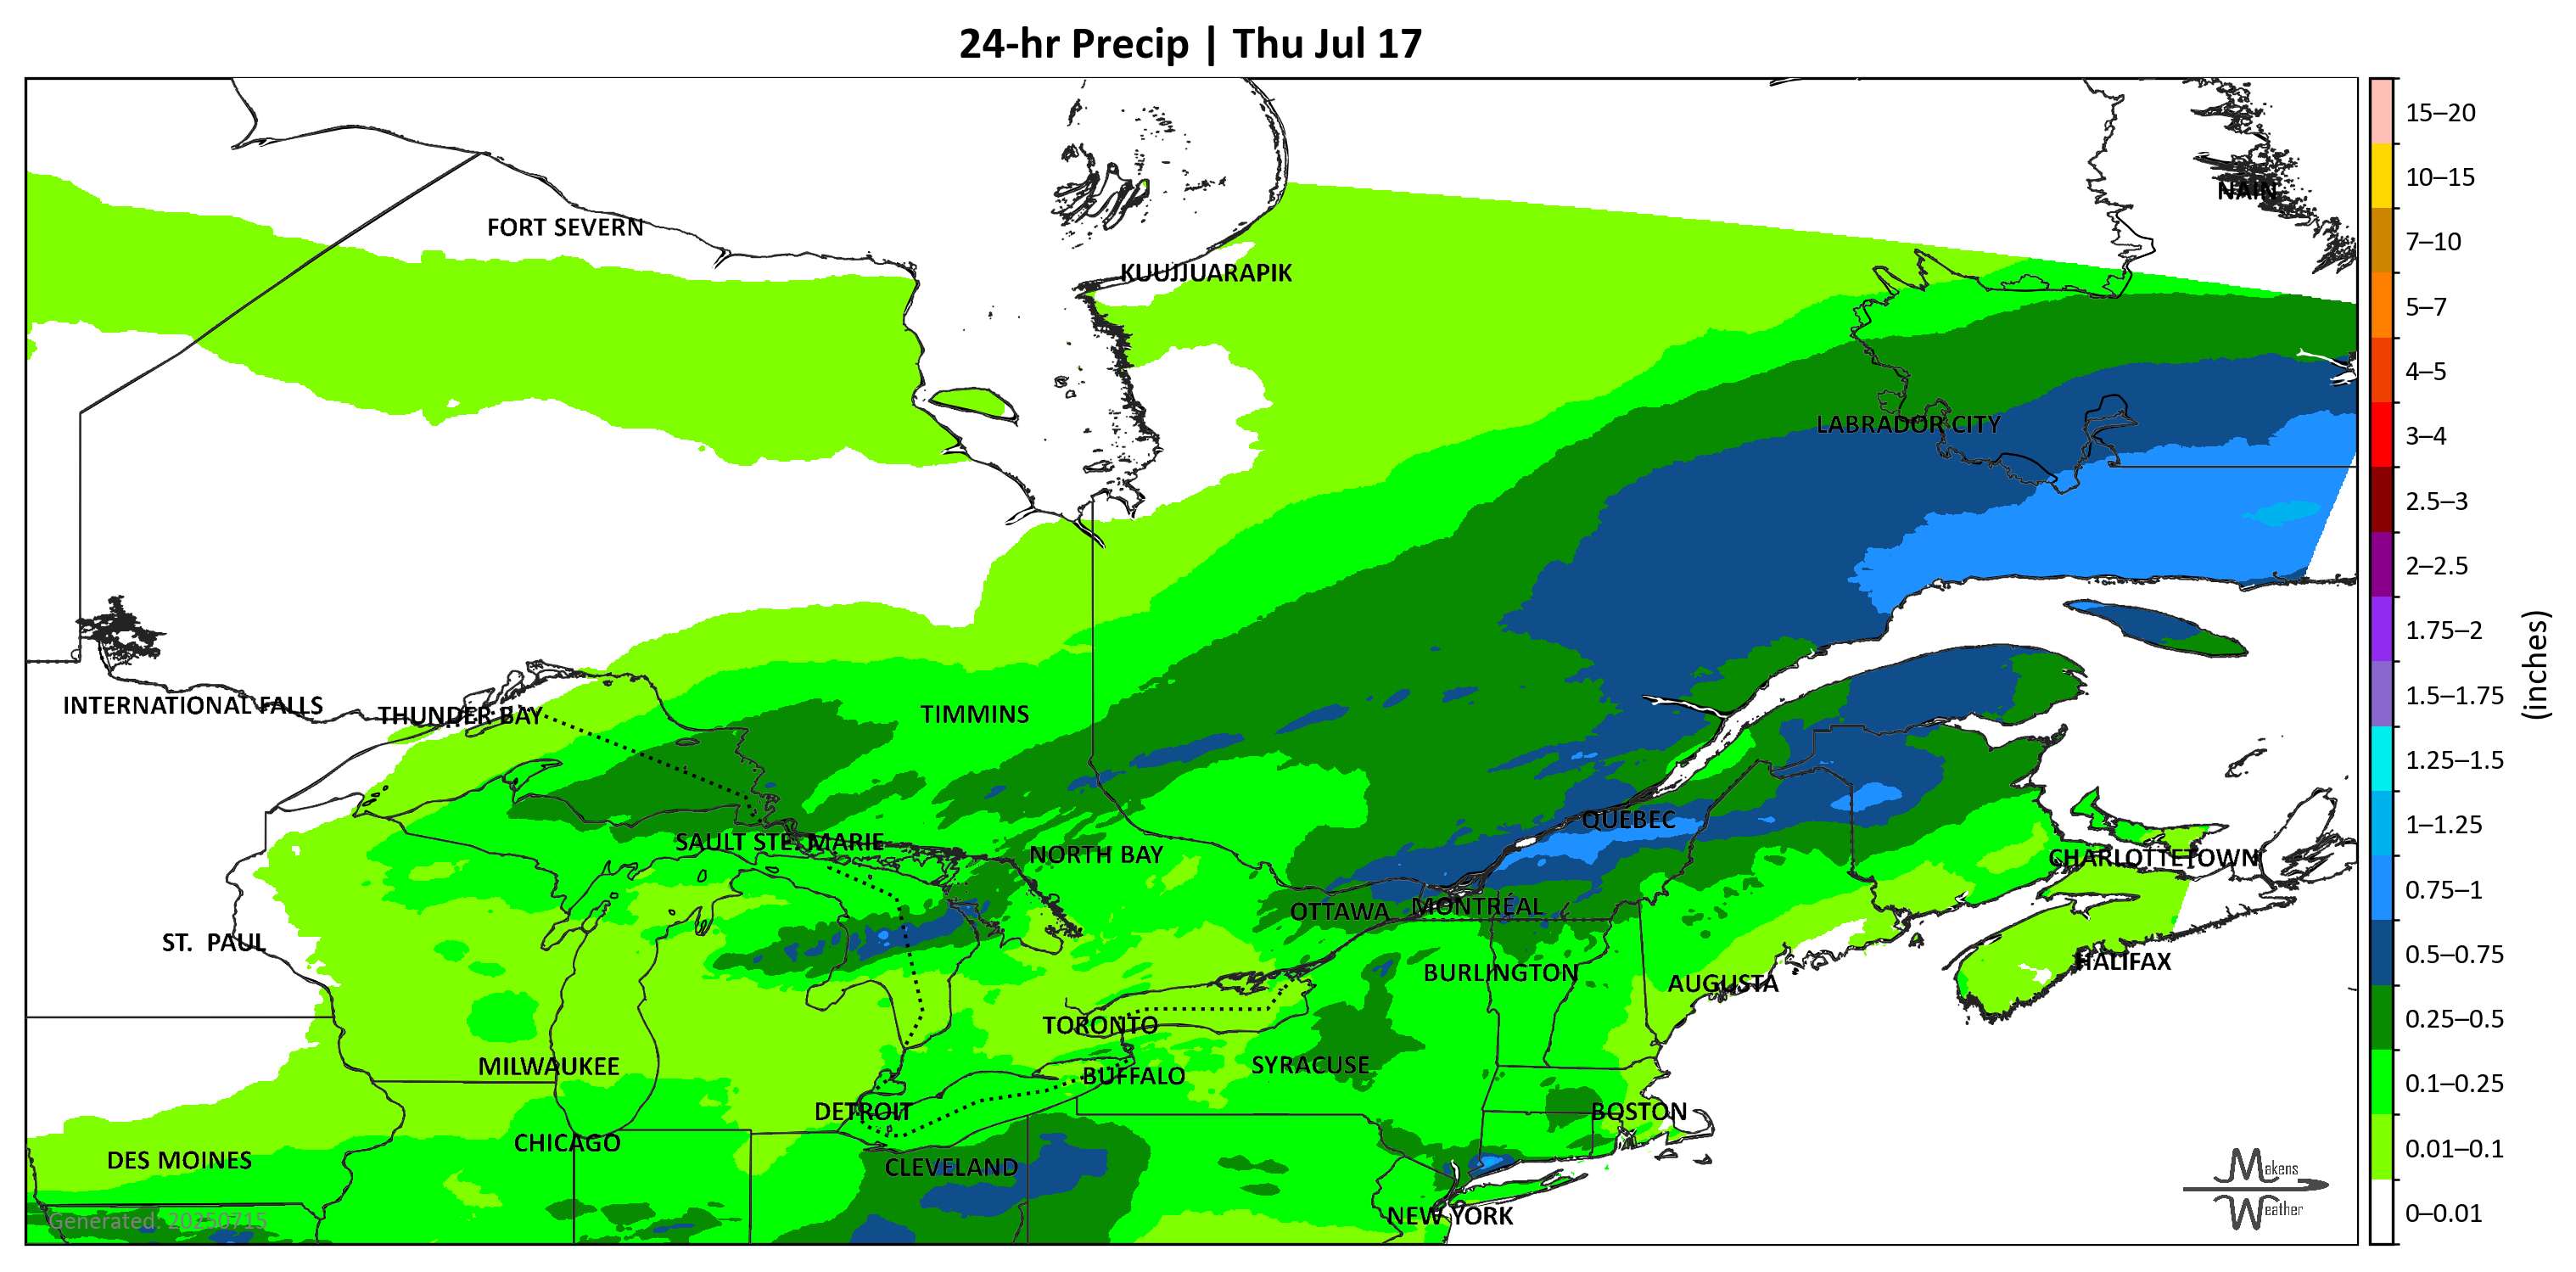 24-hr Precip | Thu Jul 17
15–20
10–15
NAIN
FORT SEVERN
7–10
KUUJJUARAPIK
5–7
4–5
LABRADOR CITY
3–4
2.5–3
2–2.5
1.75–2
(inches)
INTERNATIONAL FALLS
THUNDER BAY
TIMMINS
1.5–1.75
1.25–1.5
QUEBEC
1–1.25
SAULT STE. MARIE
NORTH BAY
CHARLOTTETOWN
0.75–1
OTTAWA
MONTREAL
ST. PAUL
0.5–0.75
BURLINGTON
AUGUSTA
HALIFAX
TORONTO
0.25–0.5
MILWAUKEE
BUFFALO
SYRACUSE
0.1–0.25
DETROIT
BOSTON
CHICAGO
0.01–0.1
DES MOINES
CLEVELAND
Makens
Weather
Generated: 20250715
NEW YORK
0–0.01